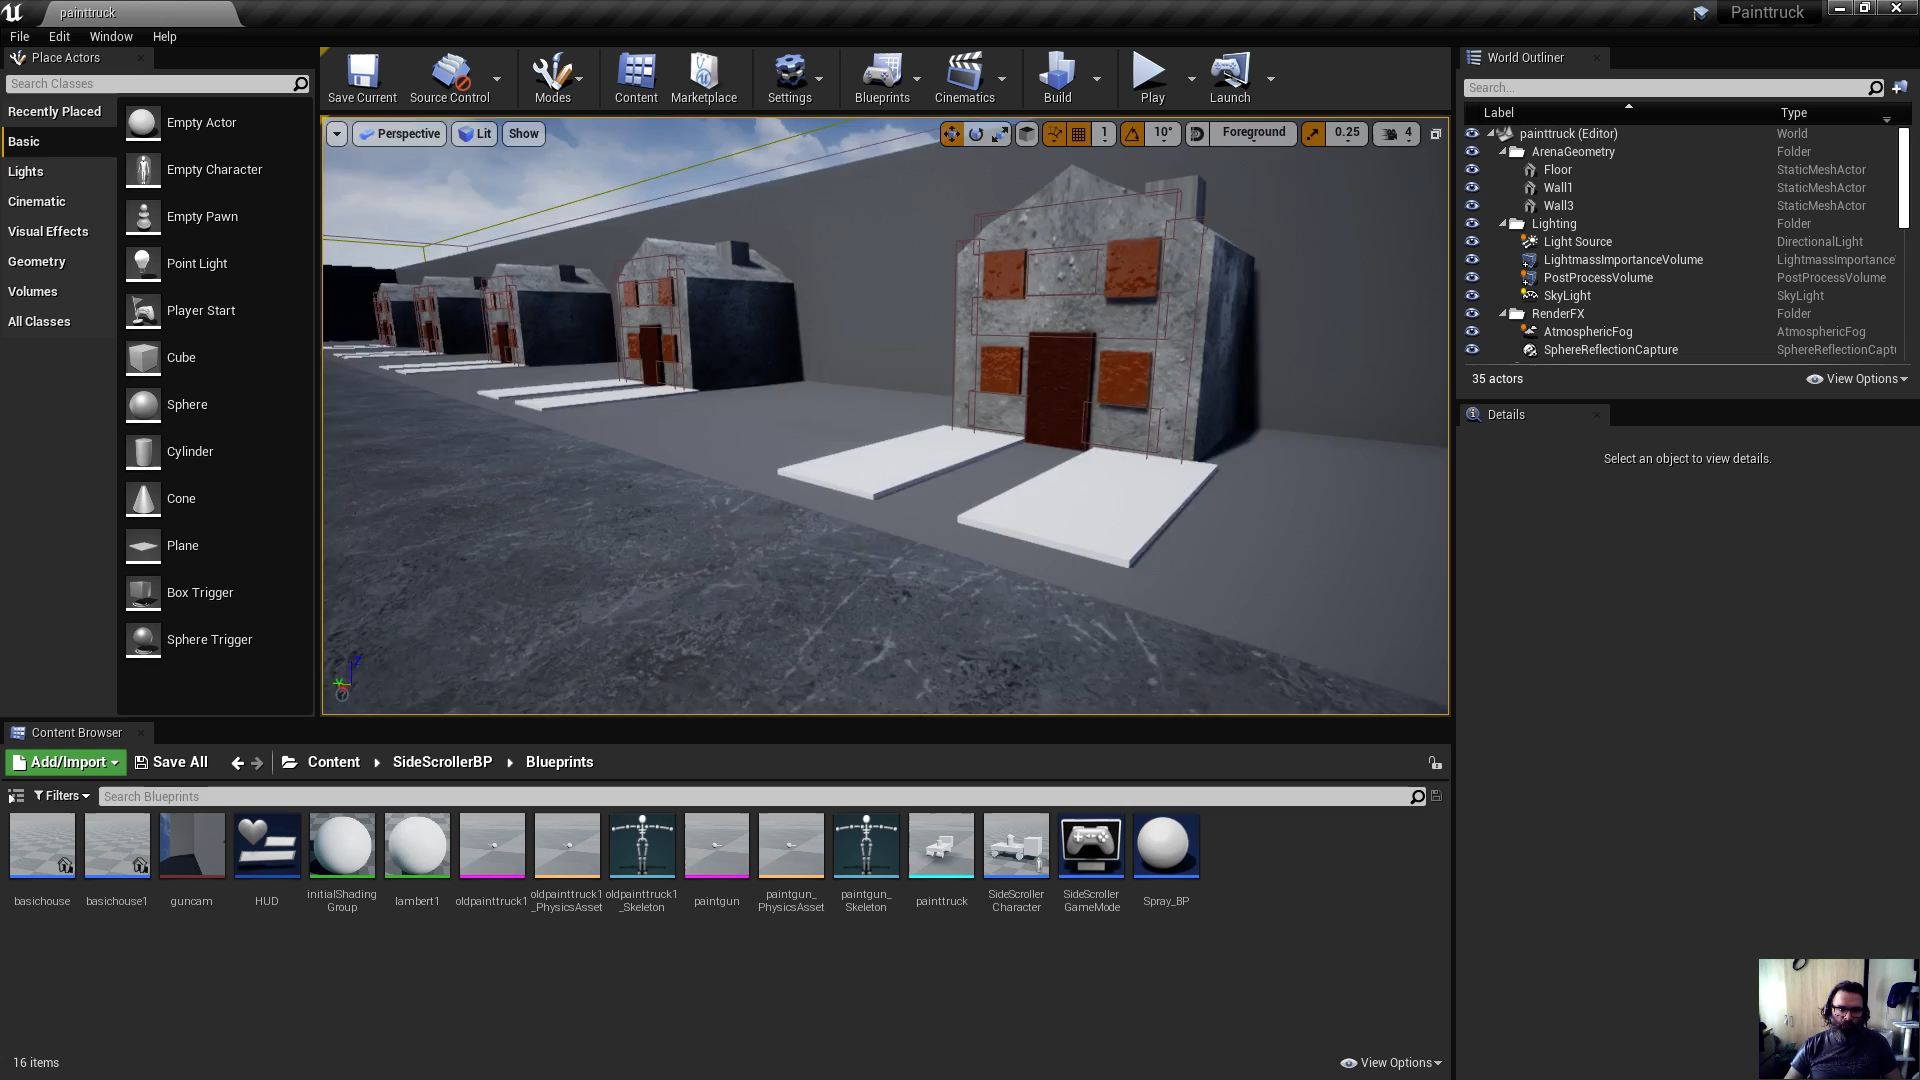 painttruck
Painttruck
File Edit Window Help
Place Actors
Search Classes
Recently Placed
Basic
Lights
Cinematic
Visual Effects
Geometry
Volumes
All Classes
Empty Actor
Empty Character
Empty Pawn
Point Light
Player Start
Cube
Sphere
Cylinder
Cone
Plane
Box Trigger
Sphere Trigger
Save Current Source Control Modes Content Marketplace Settings Blueprints Cinematics Build Play Launch
Perspective Lit Show 1 10° Foreground 0.25 4
Z
World Outliner
Search...
Label Type
painttruck (Editor) World
ArenaGeometry Folder
Floor StaticMeshActor
Wall1 StaticMeshActor
Wall3 StaticMeshActor
Lighting Folder
Light Source DirectionalLight
LightmassImportanceVolume LightmassImportance
PostProcessVolume PostProcessVolume
SkyLight SkyLight
RenderFX Folder
AtmosphericFog AtmosphericFog
SphereReflectionCapture SphereReflectionCaptu
35 actors View Options
Details
Select an object to view details.
Content Browser
Add/Import Save All Content SideScrollerBP Blueprints
Filters Search Blueprints
basichouse
basichouse1
guncam
HUD
initialShading
Group
lambert1
oldpainttruck1
oldpainttruck1
_PhysicsAsset
oldpainttruck1
_Skeleton
paintgun
paintgun_
PhysicsAsset
paintgun_
Skeleton
painttruck
SideScroller
Character
SideScroller
GameMode
Spray_BP
16 items View Options